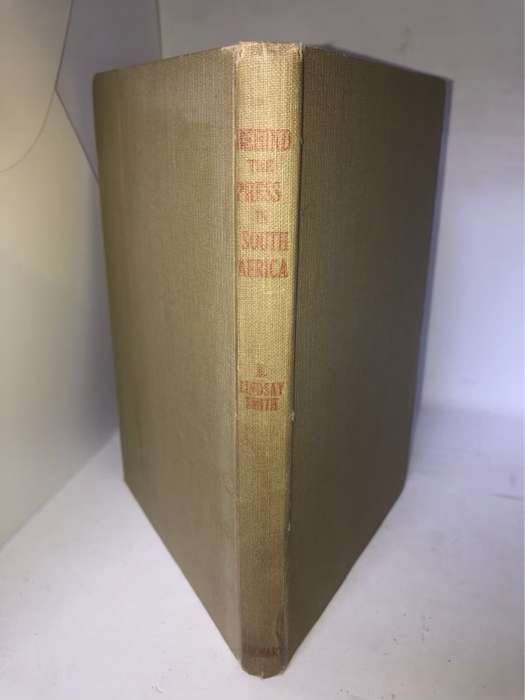 BEHIND
THE
PRESS
IN
SOUTH
AFRICA
LINDSAY
SMITH